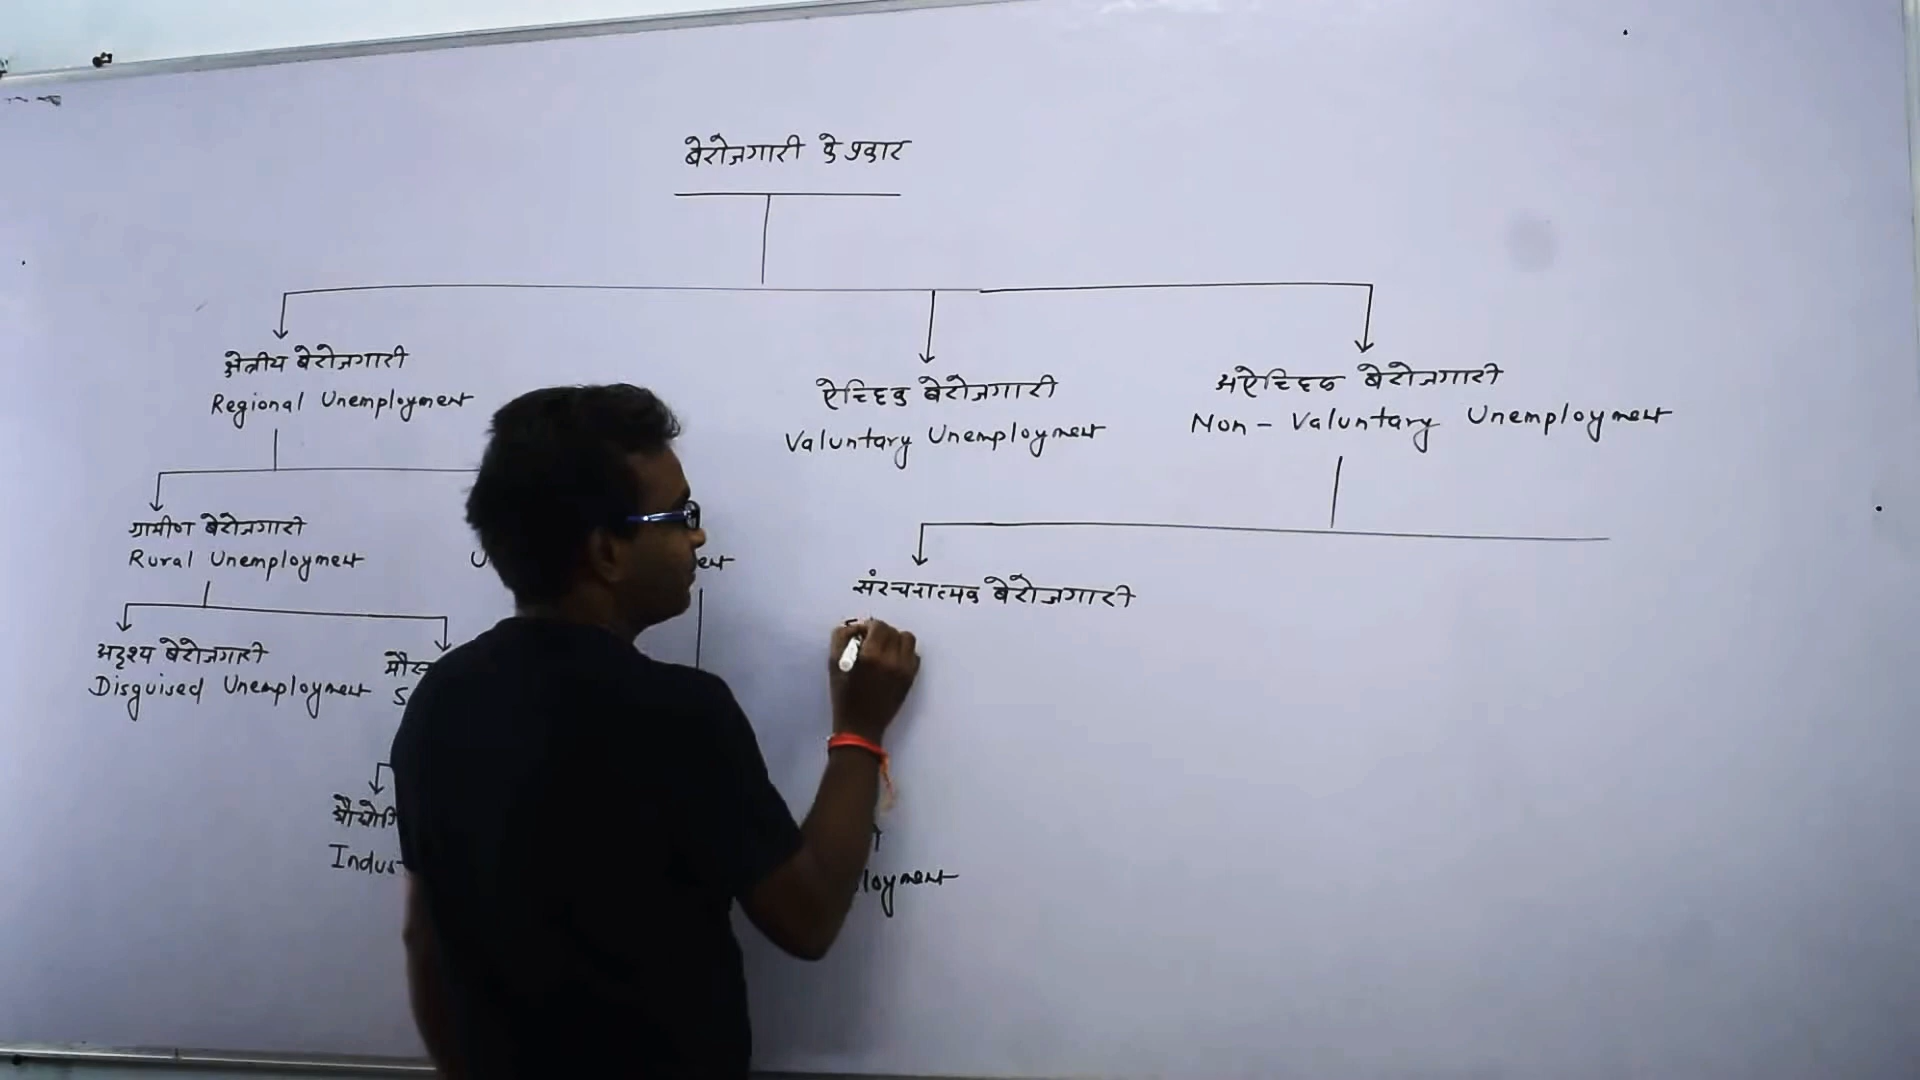 बेरोजगारी के प्रकार
क्षेत्रीय बेरोजगारी
Regional Unemployment
ऐच्छिक बेरोजगारी
Valuntary Unemployment
अऐच्छिक बेरोजगारी
Non - Valuntary Unemployment
ग्रामीण बेरोजगारी
Rural Unemployment
अदृश्य बेरोजगारी
Disguised Unemployment
संरचनात्मक बेरोजगारी